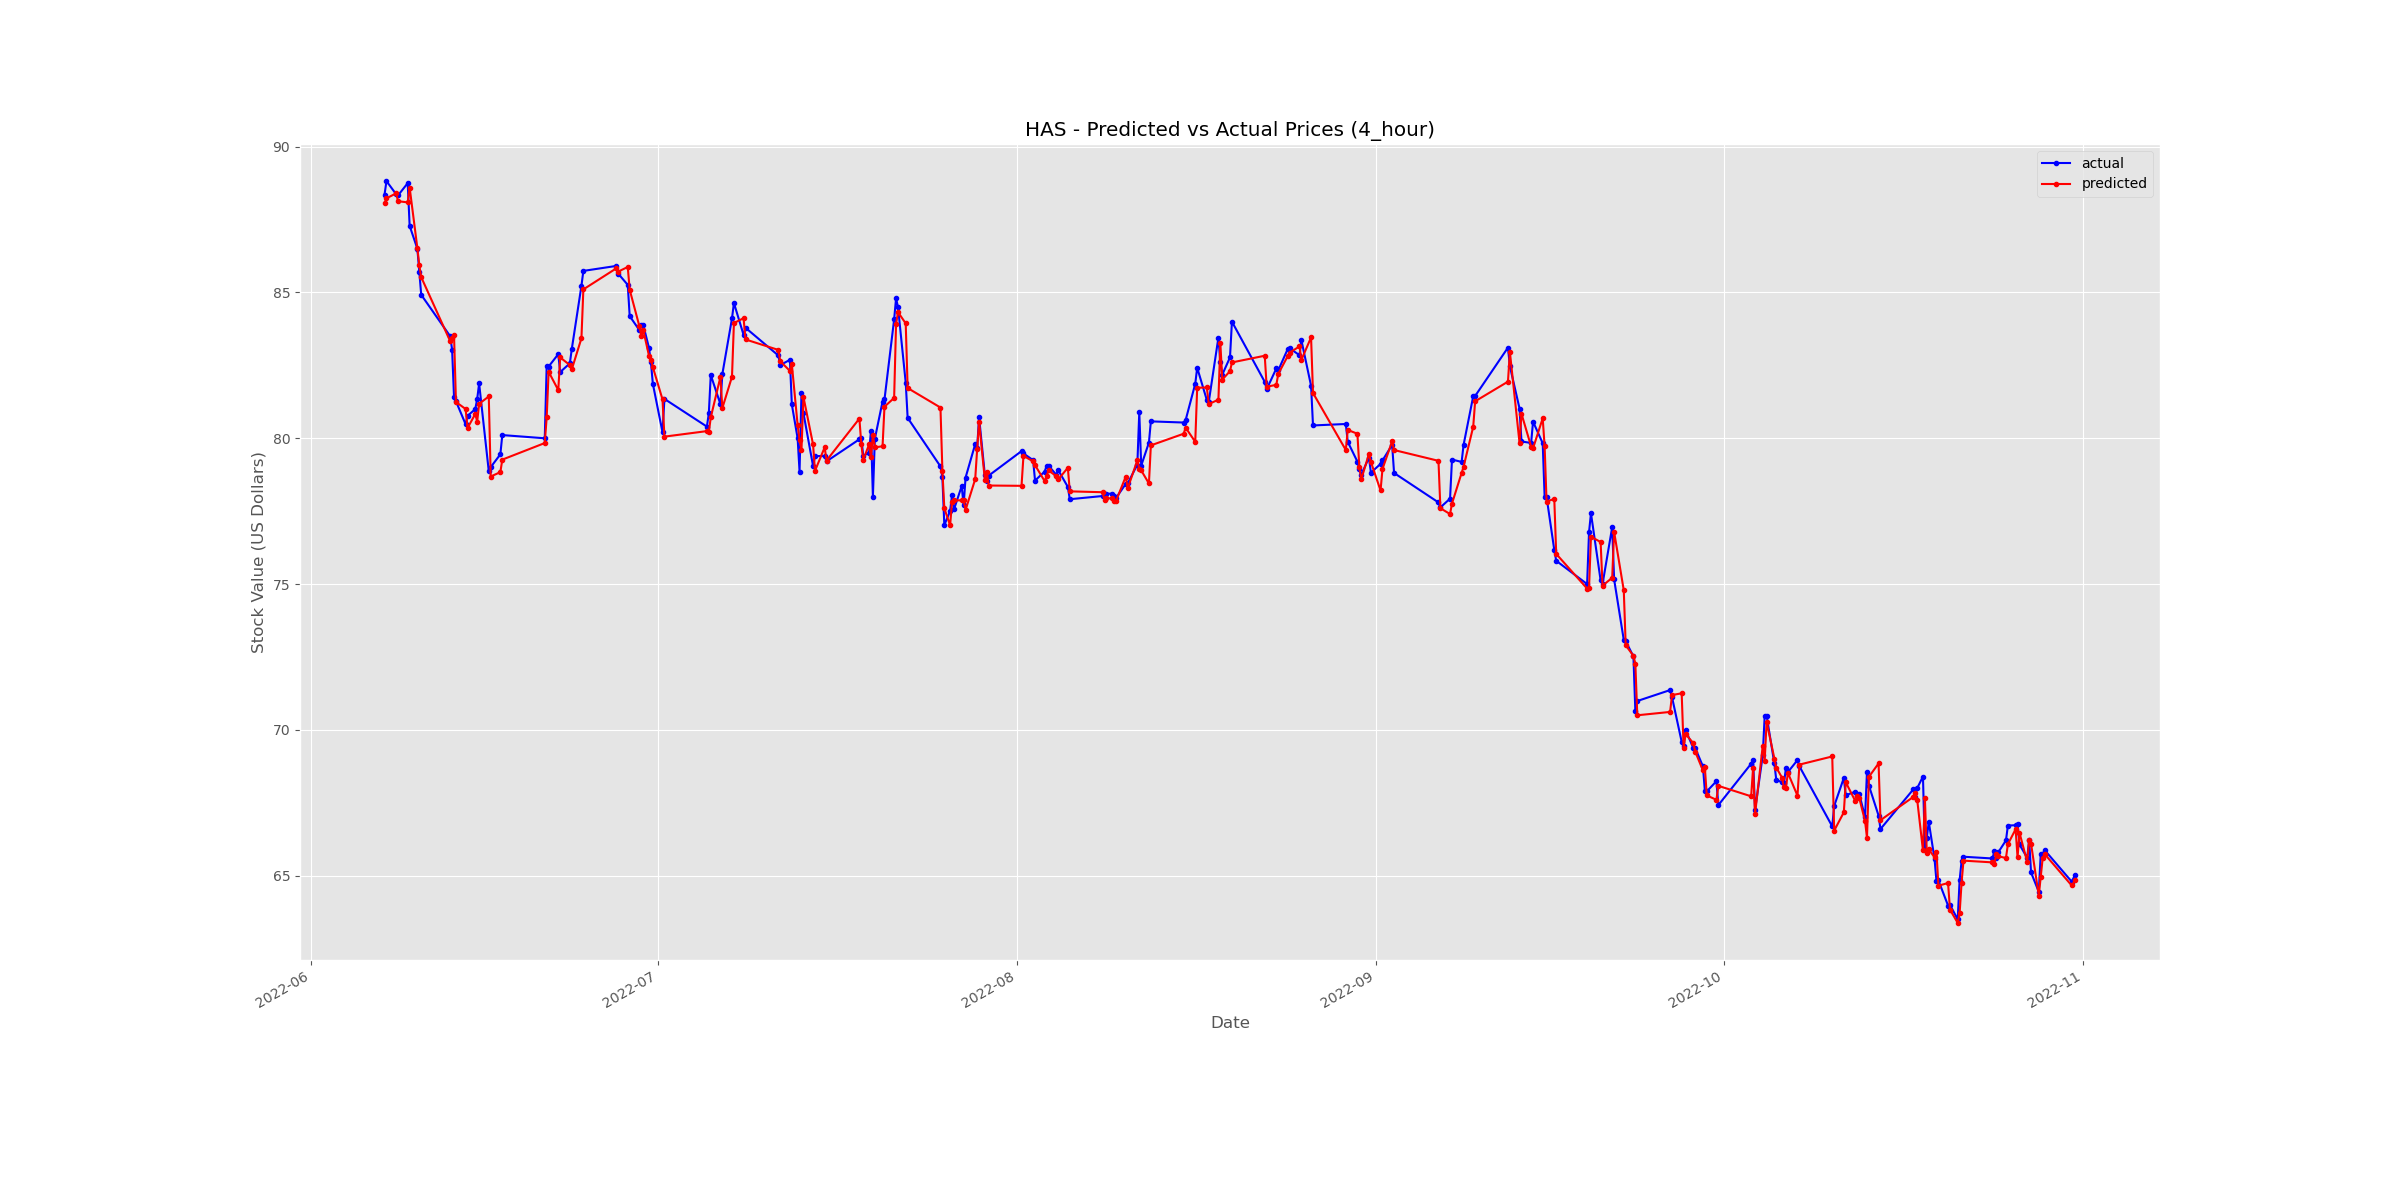 HAS - Predicted vs Actual Prices (4_hour)
actual
predicted
Stock Value (US Dollars)
90
85
80
75
70
65
2022-06
2022-07
2022-08
2022-09
2022-10
2022-11
Date